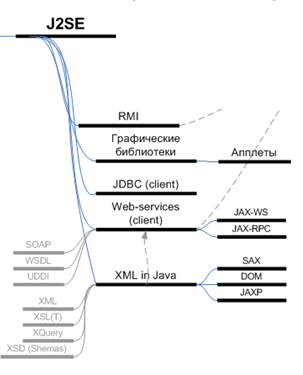 J2SE
RMI
Графические
библиотеки
Апплеты
JDBC (client)
Web-services
(client)
JAX-WS
JAX-RPC
SOAP
WSDL
UDDI
XML in Java
SAX
DOM
JAXP
XML
XSL(T)
XQuery
XSD (Shemas)